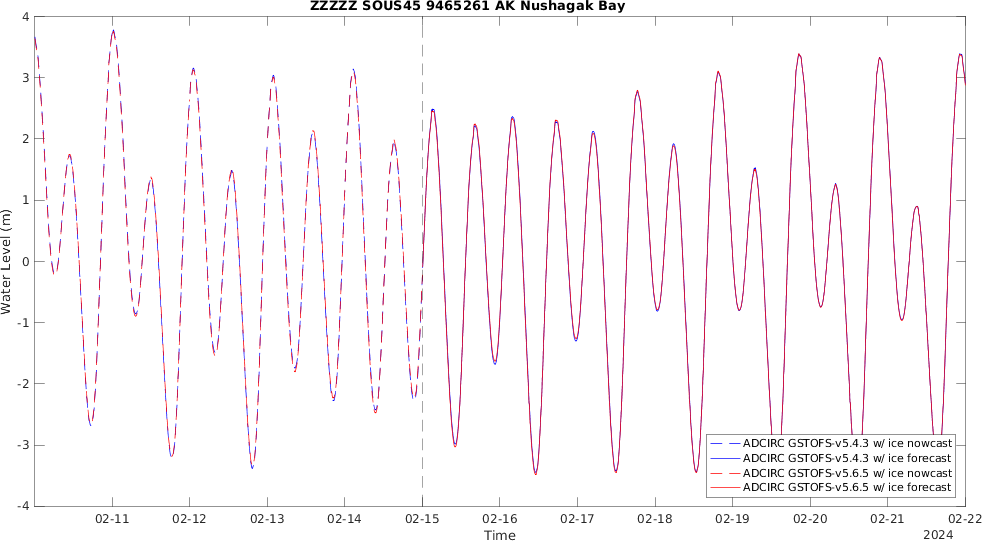 ZZZZZ SOUS45 9465261 AK Nushagak Bay
Water Level (m)
4
3
2
1
0
-1
-2
-3
-4
ADCIRC GSTOFS-v5.4.3 w/ ice nowcast
ADCIRC GSTOFS-v5.4.3 w/ ice forecast
ADCIRC GSTOFS-v5.6.5 w/ ice nowcast
ADCIRC GSTOFS-v5.6.5 w/ ice forecast
02-11 02-12 02-13 02-14 02-15 02-16 02-17 02-18 02-19 02-20 02-21 02-22
Time
2024